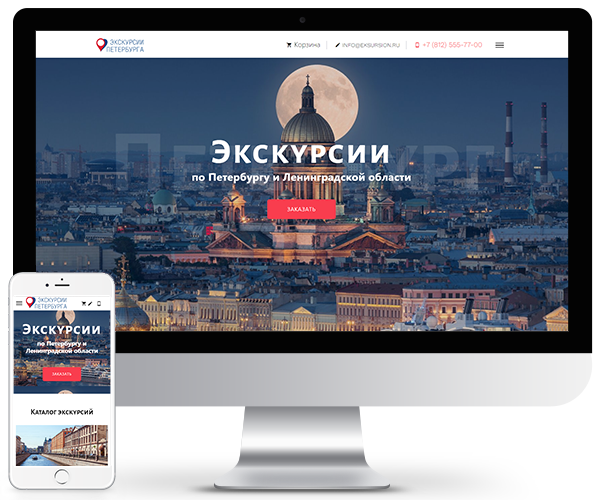 ЭКСКУРСИИ
ПЕТЕРБУРГА
Корзина
INFO@EXSURSION.RU
+7 (812) 555-77-00
Петербург
Экскурсии
по Петербургу и Ленинградской области
ЗАКАЗАТЬ
ЭКСКУРСИИ
ПЕТЕРБУРГА
Экскурсии
по Петербургу и
Ленинградской области
ЗАКАЗАТЬ
Каталог экскурсий